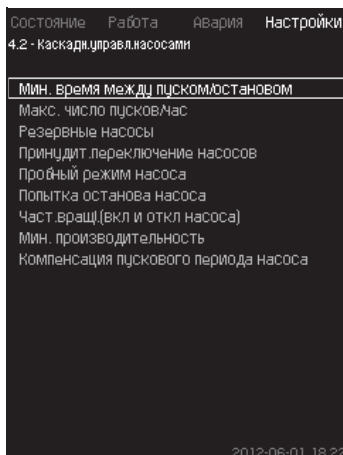 Состояние Работа Авария Настройки
4.2 - Каскадн.управл.насосами
Мин. время между пуском/остановом
Макс. число пусков/час
Резервные насосы
Принудит.переключение насосов
Пробный режим насоса
Попытка останова насоса
Част.вращ.(вкл и откл насоса)
Мин. производительность
Компенсация пускового периода насоса
2012-06-01 18:22